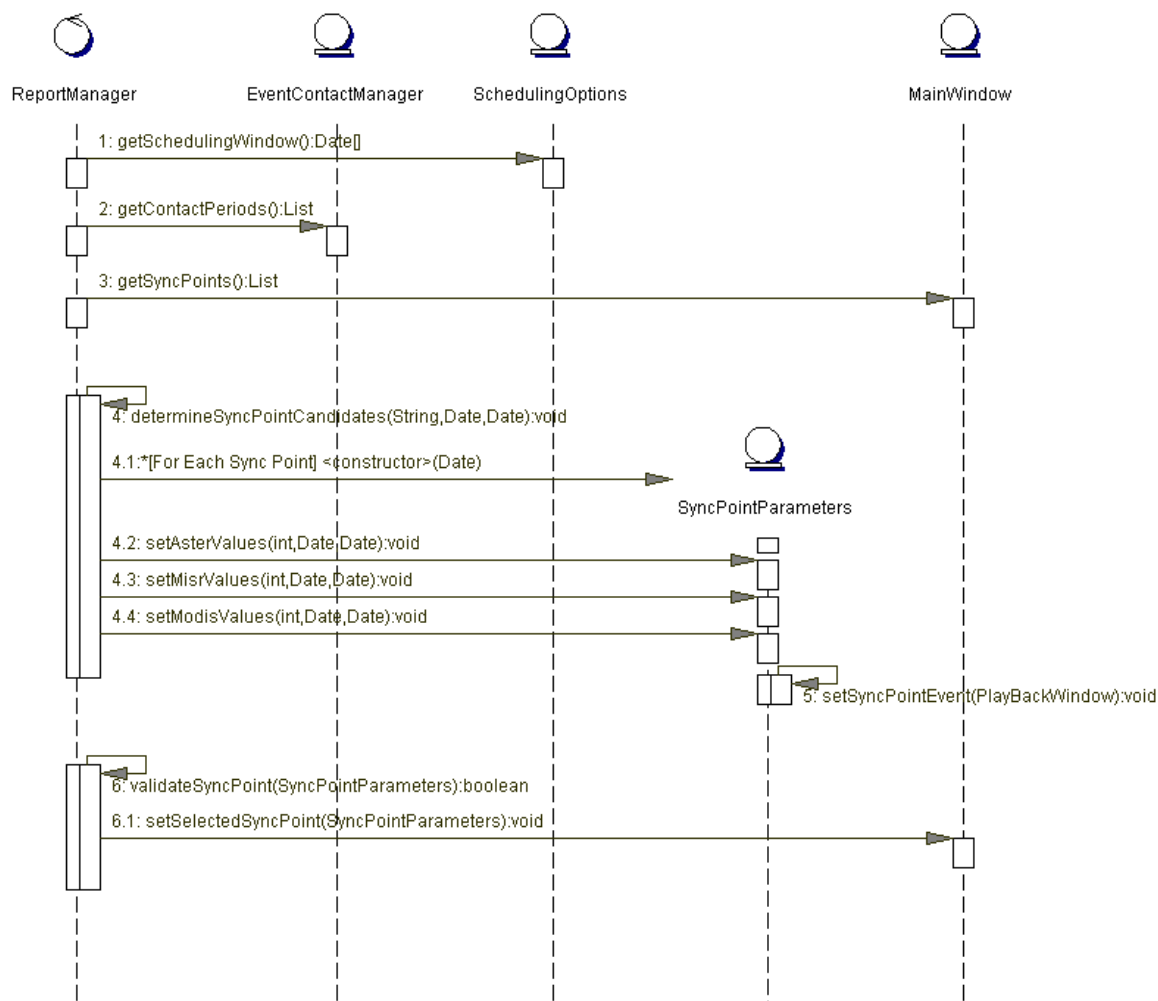 ReportManager
EventContactManager
SchedulingOptions
MainWindow
1: getSchedulingWindow():Date[]
2: getContactPeriods():List
3: getSyncPoints():List
4: determineSyncPointCandidates(String,Date,Date):void
4.1:*[For Each Sync Point] <constructor>(Date)
SyncPointParameters
4.2: setAsterValues(int,Date,Date):void
4.3: setMisrValues(int,Date,Date):void
4.4: setModisValues(int,Date,Date):void
5: setSyncPointEvent(PlayBackWindow):void
6: validateSyncPoint(SyncPointParameters):boolean
6.1: setSelectedSyncPoint(SyncPointParameters):void